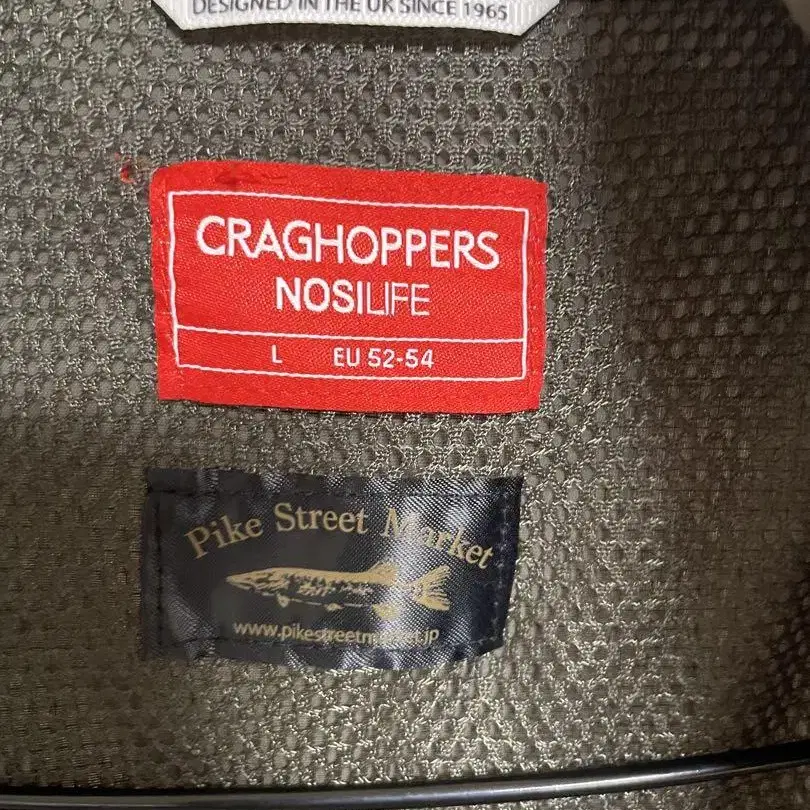 DESIGNED IN THE UK SINCE 1965
CRAGHOPPERS
NOSILIFE
L EU 52-54
Pike Street Market
www.pikestreetmarket.jp